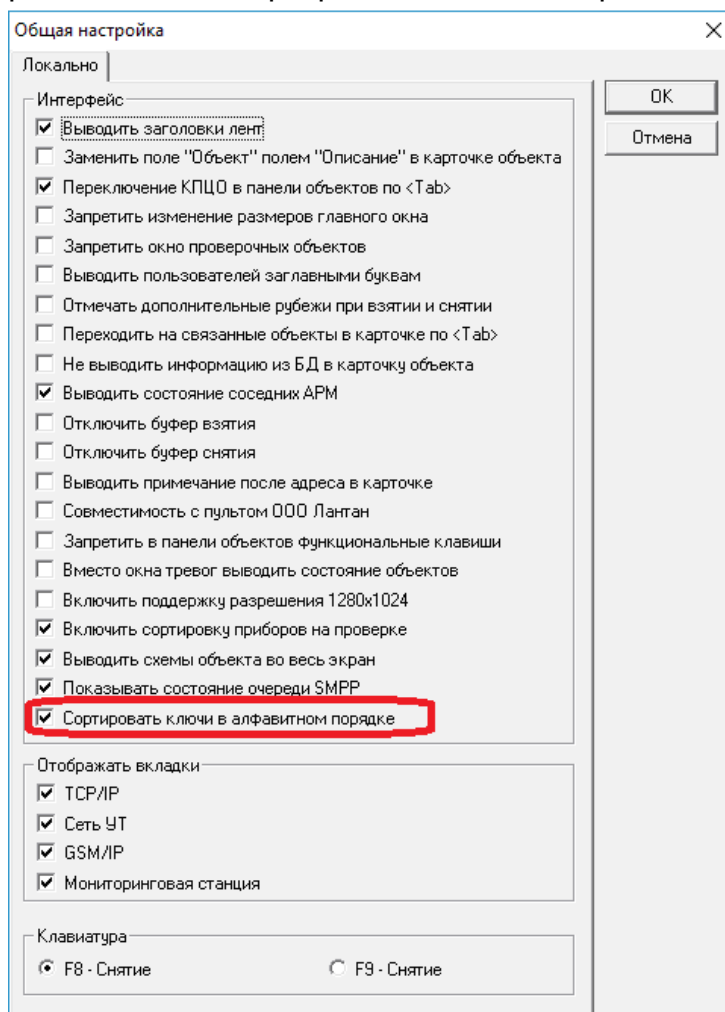 Общая настройка
Локально
Интерфейс
Выводить заголовки лент
Заменить поле "Объект" полем "Описание" в карточке объекта
Переключение КПЦО в панели объектов по <Tab>
Запретить изменение размеров главного окна
Запретить окно проверочных объектов
Выводить пользователей заглавными буквам
Отмечать дополнительные рубежи при взятии и снятии
Переходить на связанные объекты в карточке по <Tab>
Не выводить информацию из БД в карточку объекта
Выводить состояние соседних АРМ
Отключить буфер взятия
Отключить буфер снятия
Выводить примечание после адреса в карточке
Совместимость с пультом ООО Лантан
Запретить в панели объектов функциональные клавиши
Вместо окна тревог выводить состояние объектов
Включить поддержку разрешения 1280x1024
Включить сортировку приборов на проверке
Выводить схемы объекта во весь экран
Показывать состояние очереди SMPP
Сортировать ключи в алфавитном порядке
Отображать вкладки
TCP/IP
Сеть УТ
GSM/IP
Мониторинговая станция
Клавиатура
F8 - Снятие
F9 - Снятие
OK
Отмена